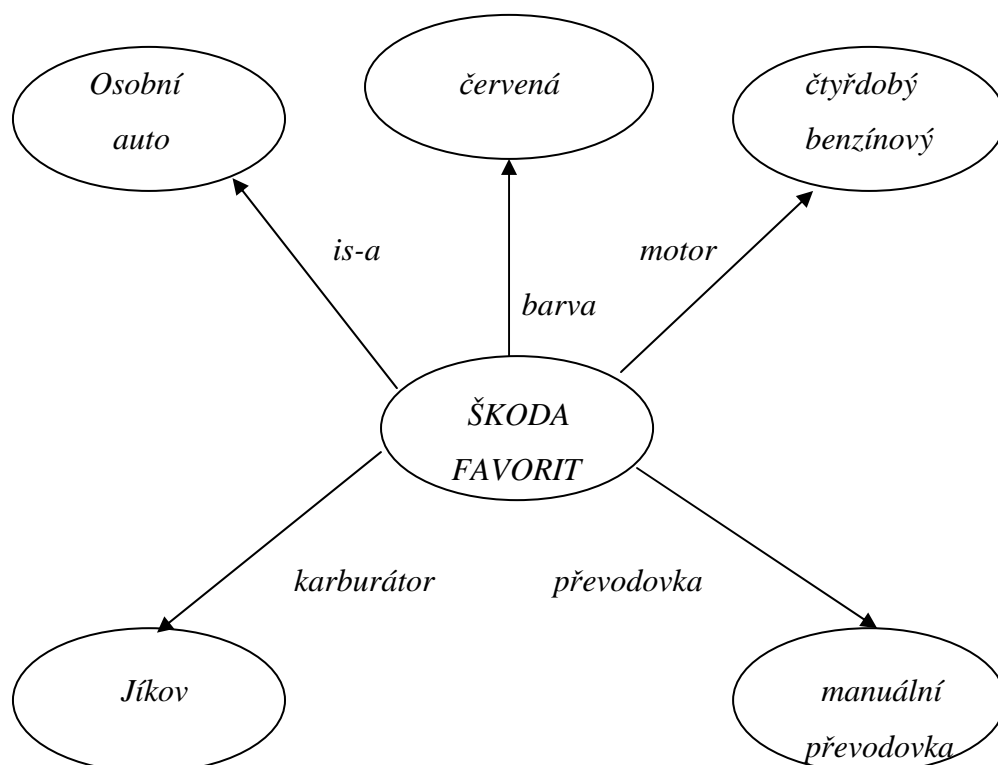 Osobní
auto
červená
čtyřdobý
benzínový
is-a
motor
barva
ŠKODA
FAVORIT
karburátor
převodovka
Jíkov
manuální
převodovka